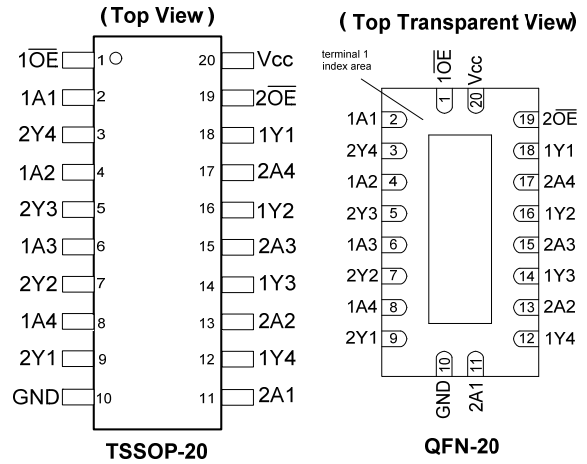 (Top View)
1O̅E̅ 1 20 Vcc
1A1 2 19 2O̅E̅
2Y4 3 18 1Y1
1A2 4 17 2A4
2Y3 5 16 1Y2
1A3 6 15 2A3
2Y2 7 14 1Y3
1A4 8 13 2A2
2Y1 9 12 1Y4
GND 10 11 2A1
TSSOP-20
( Top Transparent View)
terminal 1
index area
1O̅E̅ Vcc
1 20
1A1 2 19 2O̅E̅
2Y4 3 18 1Y1
1A2 4 17 2A4
2Y3 5 16 1Y2
1A3 6 15 2A3
2Y2 7 14 1Y3
1A4 8 13 2A2
2Y1 9 12 1Y4
10 11
GND 2A1
QFN-20